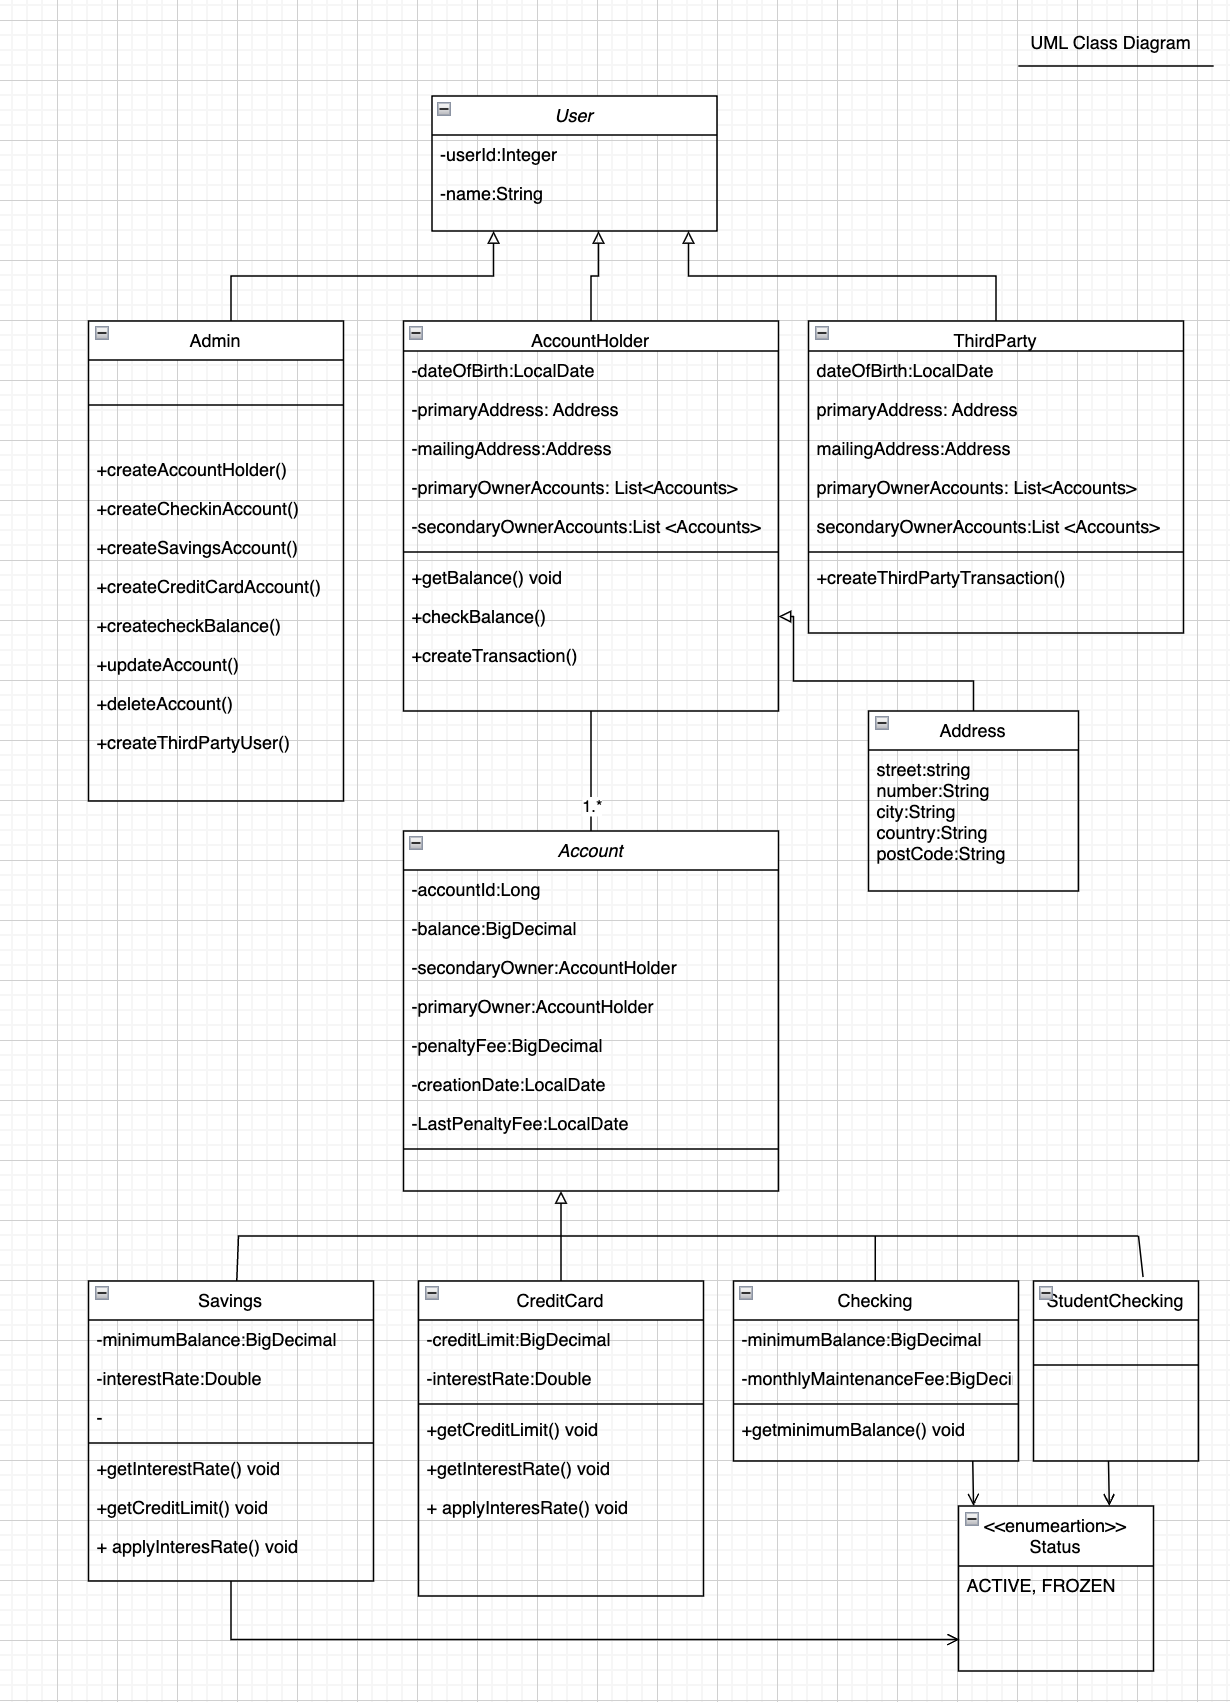 UML Class Diagram
User
-userId:Integer
-name:String
Admin
+createAccountHolder()
+createCheckinAccount()
+createSavingsAccount()
+createCreditCardAccount()
+createcheckBalance()
+updateAccount()
+deleteAccount()
+createThirdPartyUser()
AccountHolder
-dateOfBirth:LocalDate
-primaryAddress: Address
-mailingAddress:Address
-primaryOwnerAccounts: List<Accounts>
-secondaryOwnerAccounts:List <Accounts>
+getBalance() void
+checkBalance()
+createTransaction()
ThirdParty
dateOfBirth:LocalDate
primaryAddress: Address
mailingAddress:Address
primaryOwnerAccounts: List<Accounts>
secondaryOwnerAccounts:List <Accounts>
+createThirdPartyTransaction()
Address
street:string
number:String
city:String
country:String
postCode:String
1.*
Account
-accountId:Long
-balance:BigDecimal
-secondaryOwner:AccountHolder
-primaryOwner:AccountHolder
-penaltyFee:BigDecimal
-creationDate:LocalDate
-LastPenaltyFee:LocalDate
Savings
-minimumBalance:BigDecimal
-interestRate:Double
-
+getInterestRate() void
+getCreditLimit() void
+ applyInteresRate() void
CreditCard
-creditLimit:BigDecimal
-interestRate:Double
+getCreditLimit() void
+getInterestRate() void
+ applyInteresRate() void
Checking
-minimumBalance:BigDecimal
-monthlyMaintenanceFee:BigDeci
+getminimumBalance() void
StudentChecking
<<enumeartion>>
Status
ACTIVE, FROZEN